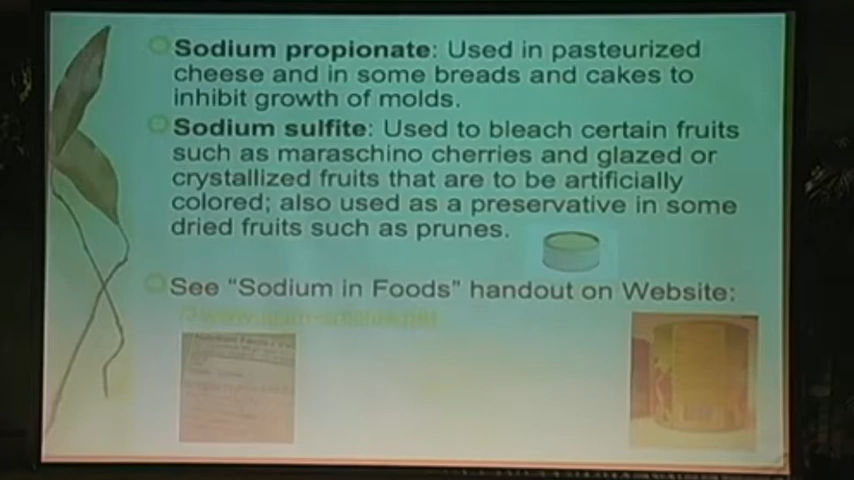 Sodium propionate: Used in pasteurized
cheese and in some breads and cakes to
inhibit growth of molds.
Sodium sulfite: Used to bleach certain fruits
such as maraschino cherries and glazed or
crystallized fruits that are to be artificially
colored; also used as a preservative in some
dried fruits such as prunes.
See “Sodium in Foods” handout on Website: